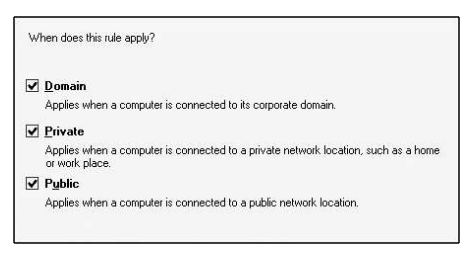 When does this rule apply?
Domain
Applies when a computer is connected to its corporate domain.
Private
Applies when a computer is connected to a private network location, such as a home
or work place.
Public
Applies when a computer is connected to a public network location.